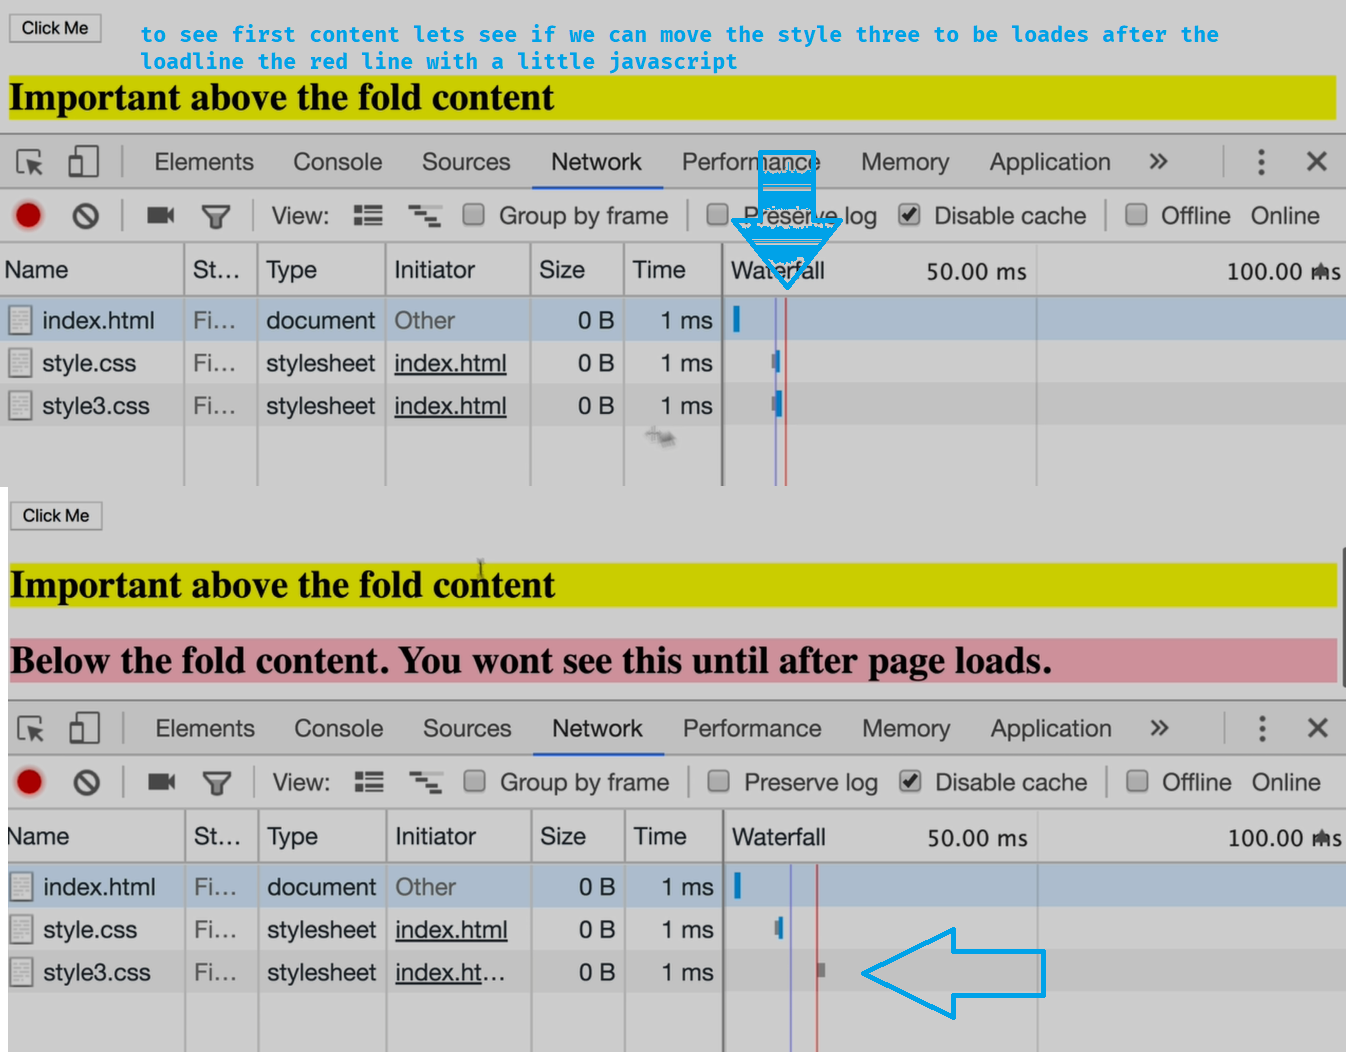 Click Me
to see first content lets see if we can move the style three to be loades after the
loadline the red line with a little javascript
Important above the fold content
Elements Console Sources Network Performance Memory Application »
View: Group by frame Preserve log Disable cache Offline Online
Name St... Type Initiator Size Time Waterfall 50.00 ms 100.00 ms
index.html Fi... document Other 0 B 1 ms
style.css Fi... stylesheet index.html 0 B 1 ms
style3.css Fi... stylesheet index.html 0 B 1 ms
Click Me
Important above the fold content
Below the fold content. You wont see this until after page loads.
Elements Console Sources Network Performance Memory Application »
View: Group by frame Preserve log Disable cache Offline Online
Name St... Type Initiator Size Time Waterfall 50.00 ms 100.00 ms
index.html Fi... document Other 0 B 1 ms
style.css Fi... stylesheet index.html 0 B 1 ms
style3.css Fi... stylesheet index.ht... 0 B 1 ms